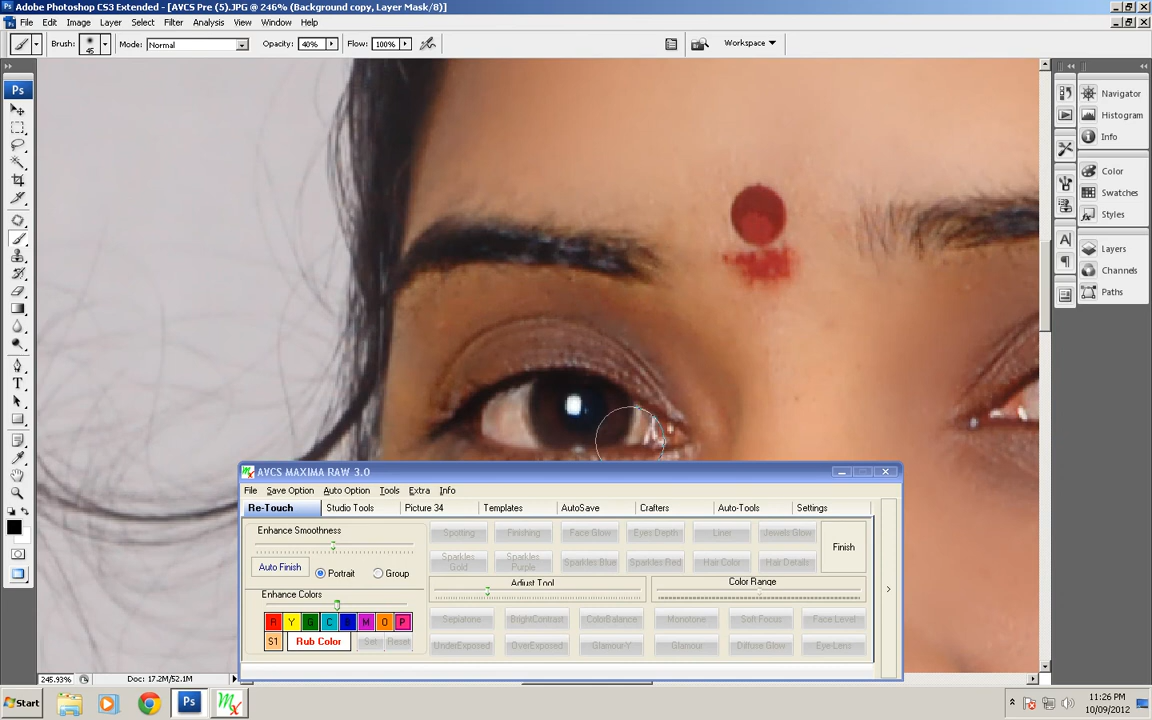 Adobe Photoshop CS3 Extended - [AVCS Pre (5).JPG @ 246% (Background copy, Layer Mask/8)]
File Edit Image Layer Select Filter Analysis View Window Help
Brush: 45 Mode: Normal Opacity: 40% Flow: 100% Workspace
Ps
Navigator
Histogram
Info
Color
Swatches
Styles
Layers
Channels
Paths
AVCS MAXIMA RAW 3.0
File Save Option Auto Option Tools Extra Info
Re-Touch Studio Tools Picture 34 Templates AutoSave Crafters Auto-Tools Settings
Enhance Smoothness
Auto Finish Portrait Group
Enhance Colors
R Y G C B M O P
S1 Rub Color Set Reset
Spotting Finishing Face Glow Eyes Depth Liner Jewels Glow Finish
Sparkles Gold Sparkles Purple Sparkles Blue Sparkles Red Hair Color Hair Details
Adjust Tool Color Range
Sepiatone BrightContrast ColorBalance Monotone Soft Focus Face Level
UnderExposed OverExposed Glamour-Y Glamour Diffuse Glow Eye-Lens
245.93% Doc: 17.2M/52.1M
Start Ps 11:26 PM
10/09/2012